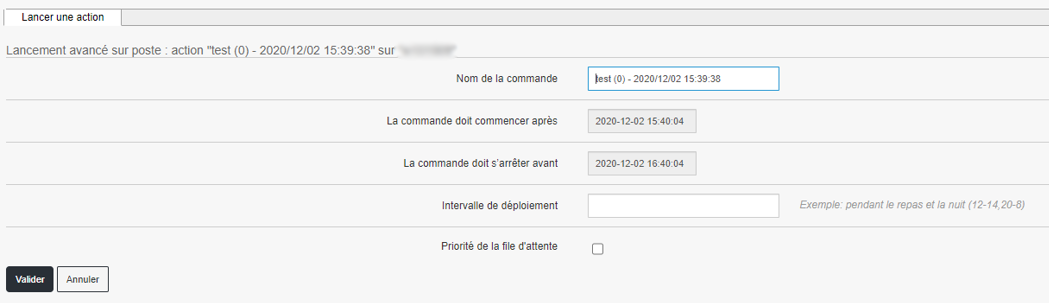 Lancer une action
Lancement avancé sur poste : action "test (0) - 2020/12/02 15:39:38" sur
Nom de la commande test (0) - 2020/12/02 15:39:38
La commande doit commencer après 2020-12-02 15:40:04
La commande doit s'arrêter avant 2020-12-02 16:40:04
Intervalle de déploiement Exemple: pendant le repas et la nuit (12-14,20-8)
Priorité de la file d'attente
Valider Annuler